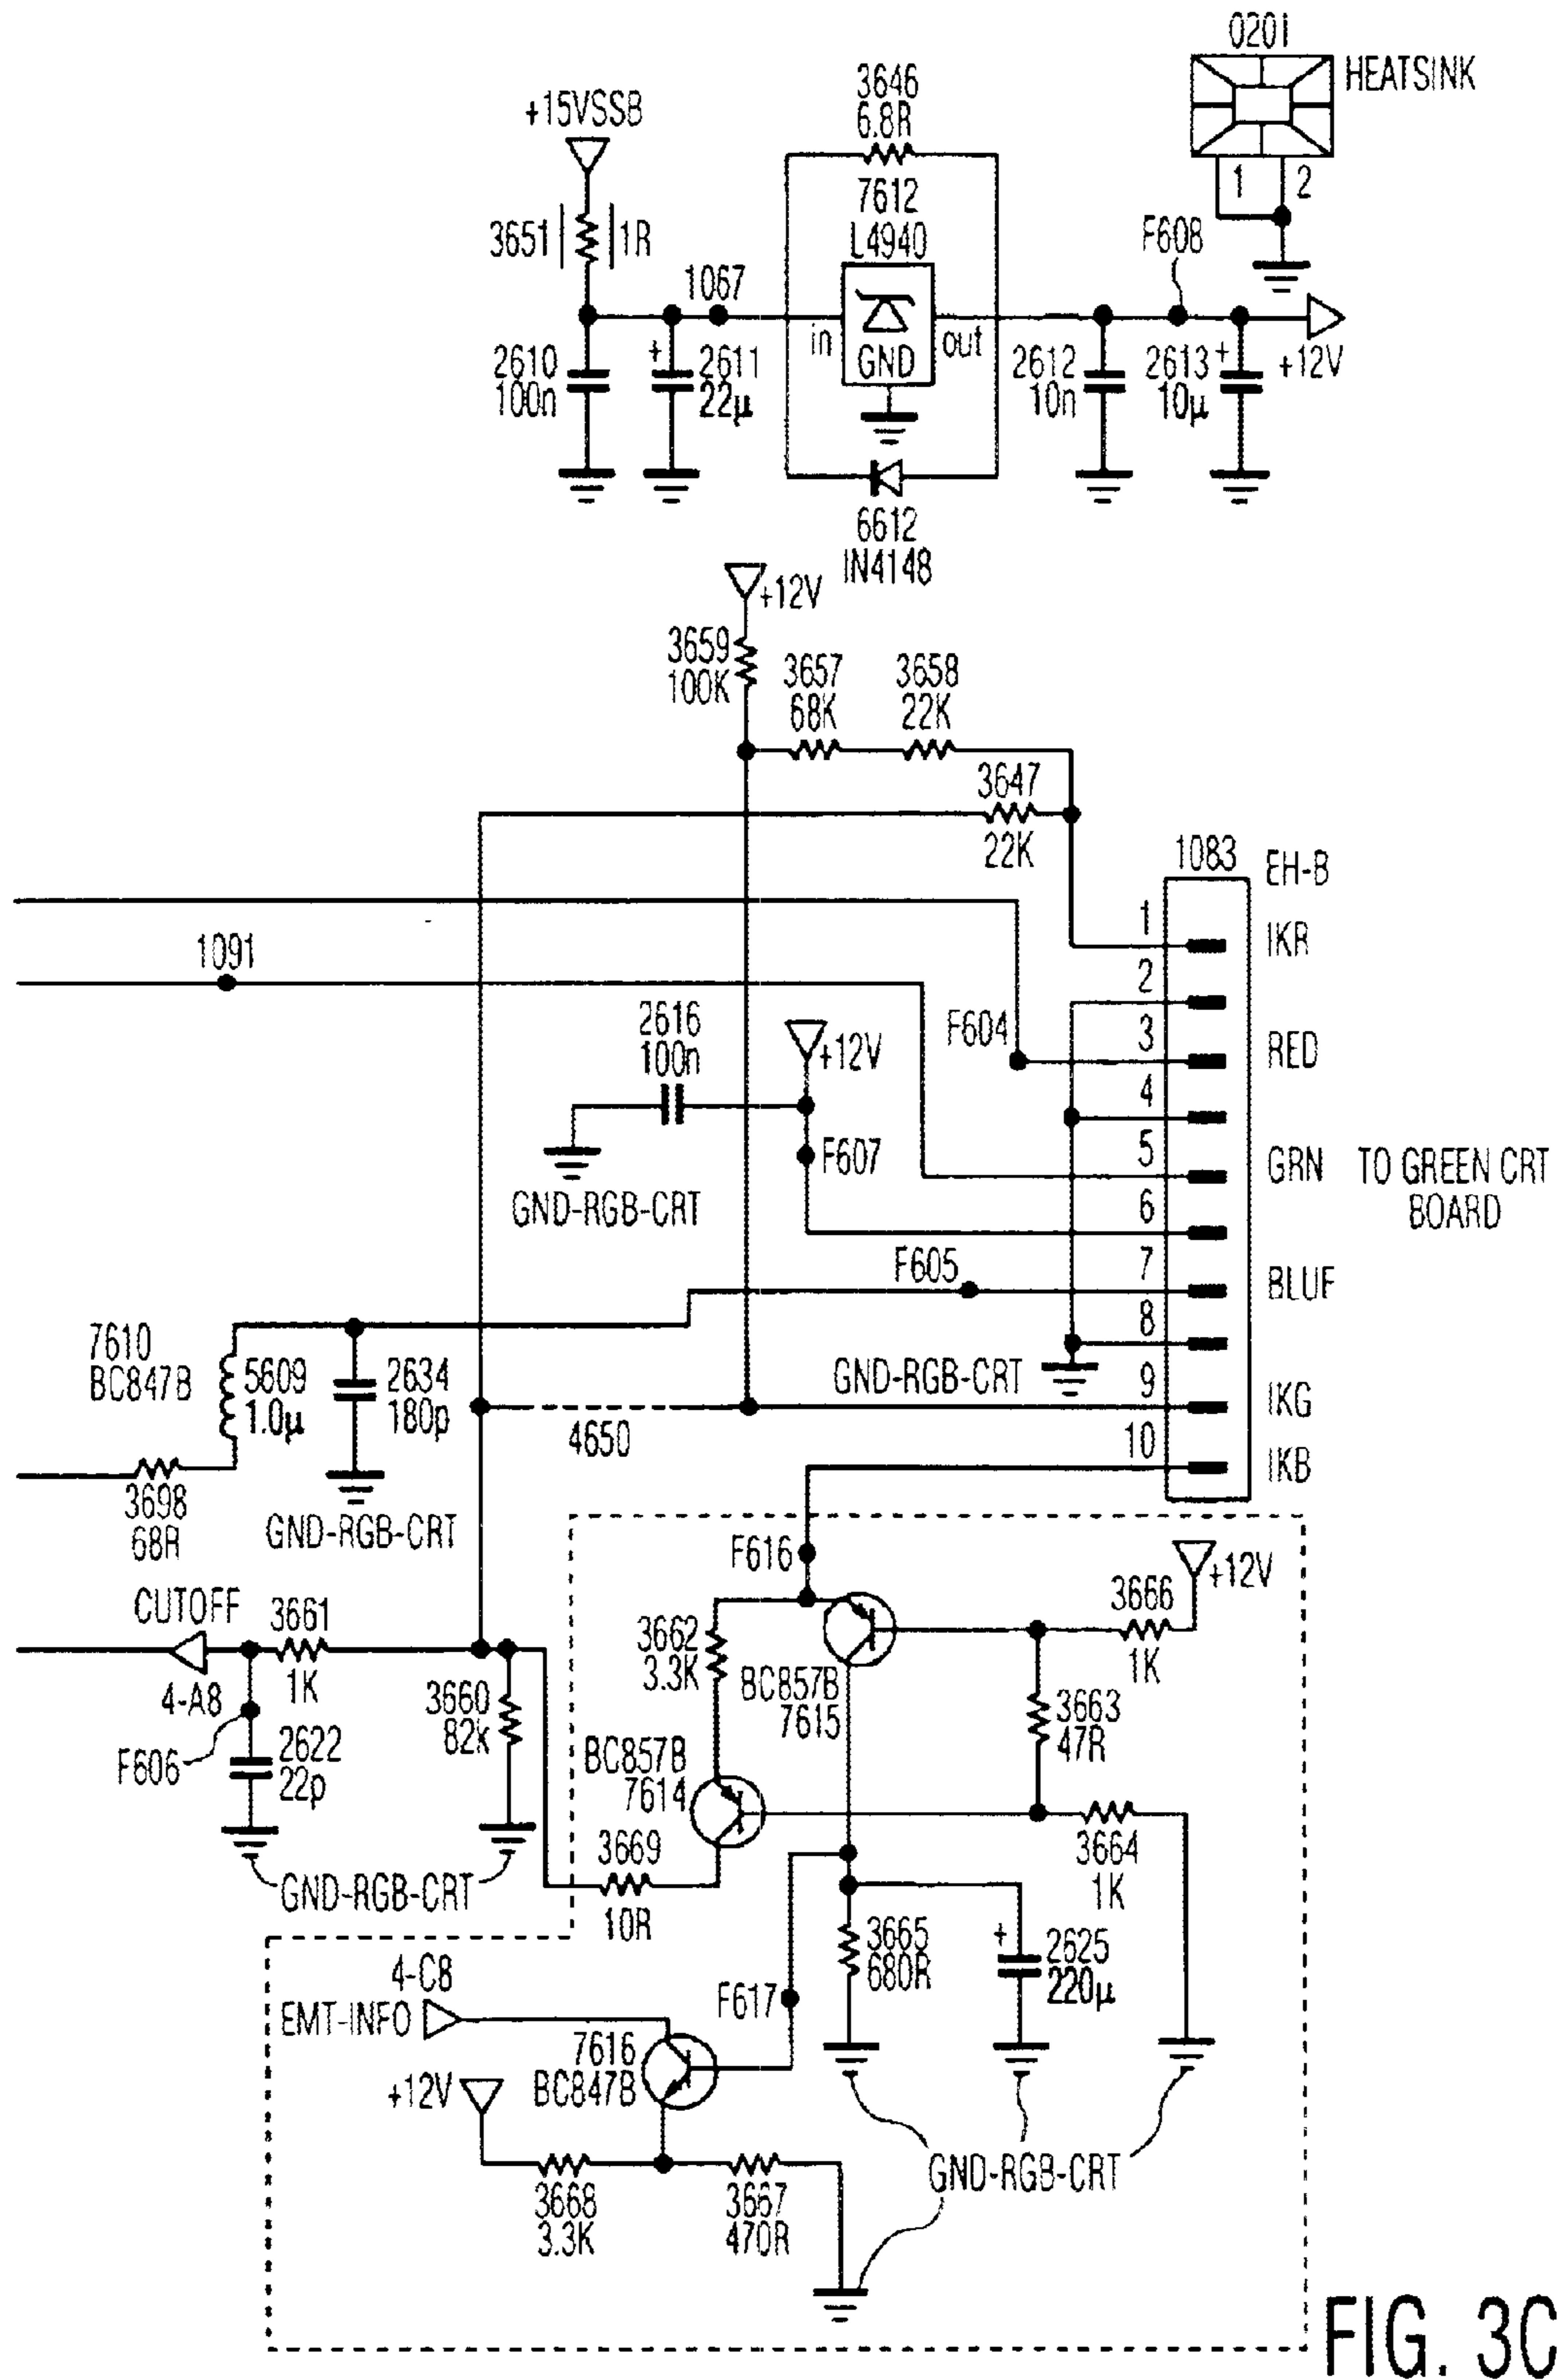 0201
HEATSINK
1
2
3646
6.8R
+15VSSB
7612
L4940
3651
1R
F608
1067
in
out
GND
2610
100n
+
2611
22µ
2612
10n
2613
10µ
+
+12V
6612
IN4148
+12V
3659
100K
3657
68K
3658
22K
3647
22K
1083
EH-B
1
IKR
1091
2
2616
100n
+12V
F604
3
RED
4
F607
5
GRN
TO GREEN CRT
BOARD
GND-RGB-CRT
6
F605
7
BLUF
8
7610
BC847B
5609
1.0µ
2634
180p
GND-RGB-CRT
9
IKG
4650
10
IKB
3698
68R
GND-RGB-CRT
F616
+12V
CUTOFF
3661
1K
3666
1K
3662
3.3K
BC857B
7615
4-A8
3660
82k
3663
47R
F606
2622
22p
BC857B
7614
3664
1K
3669
10R
GND-RGB-CRT
3665
680R
+
2625
220µ
4-C8
EMT-INFO
F617
7616
BC847B
+12V
GND-RGB-CRT
3668
3.3K
3667
470R
FIG. 3C